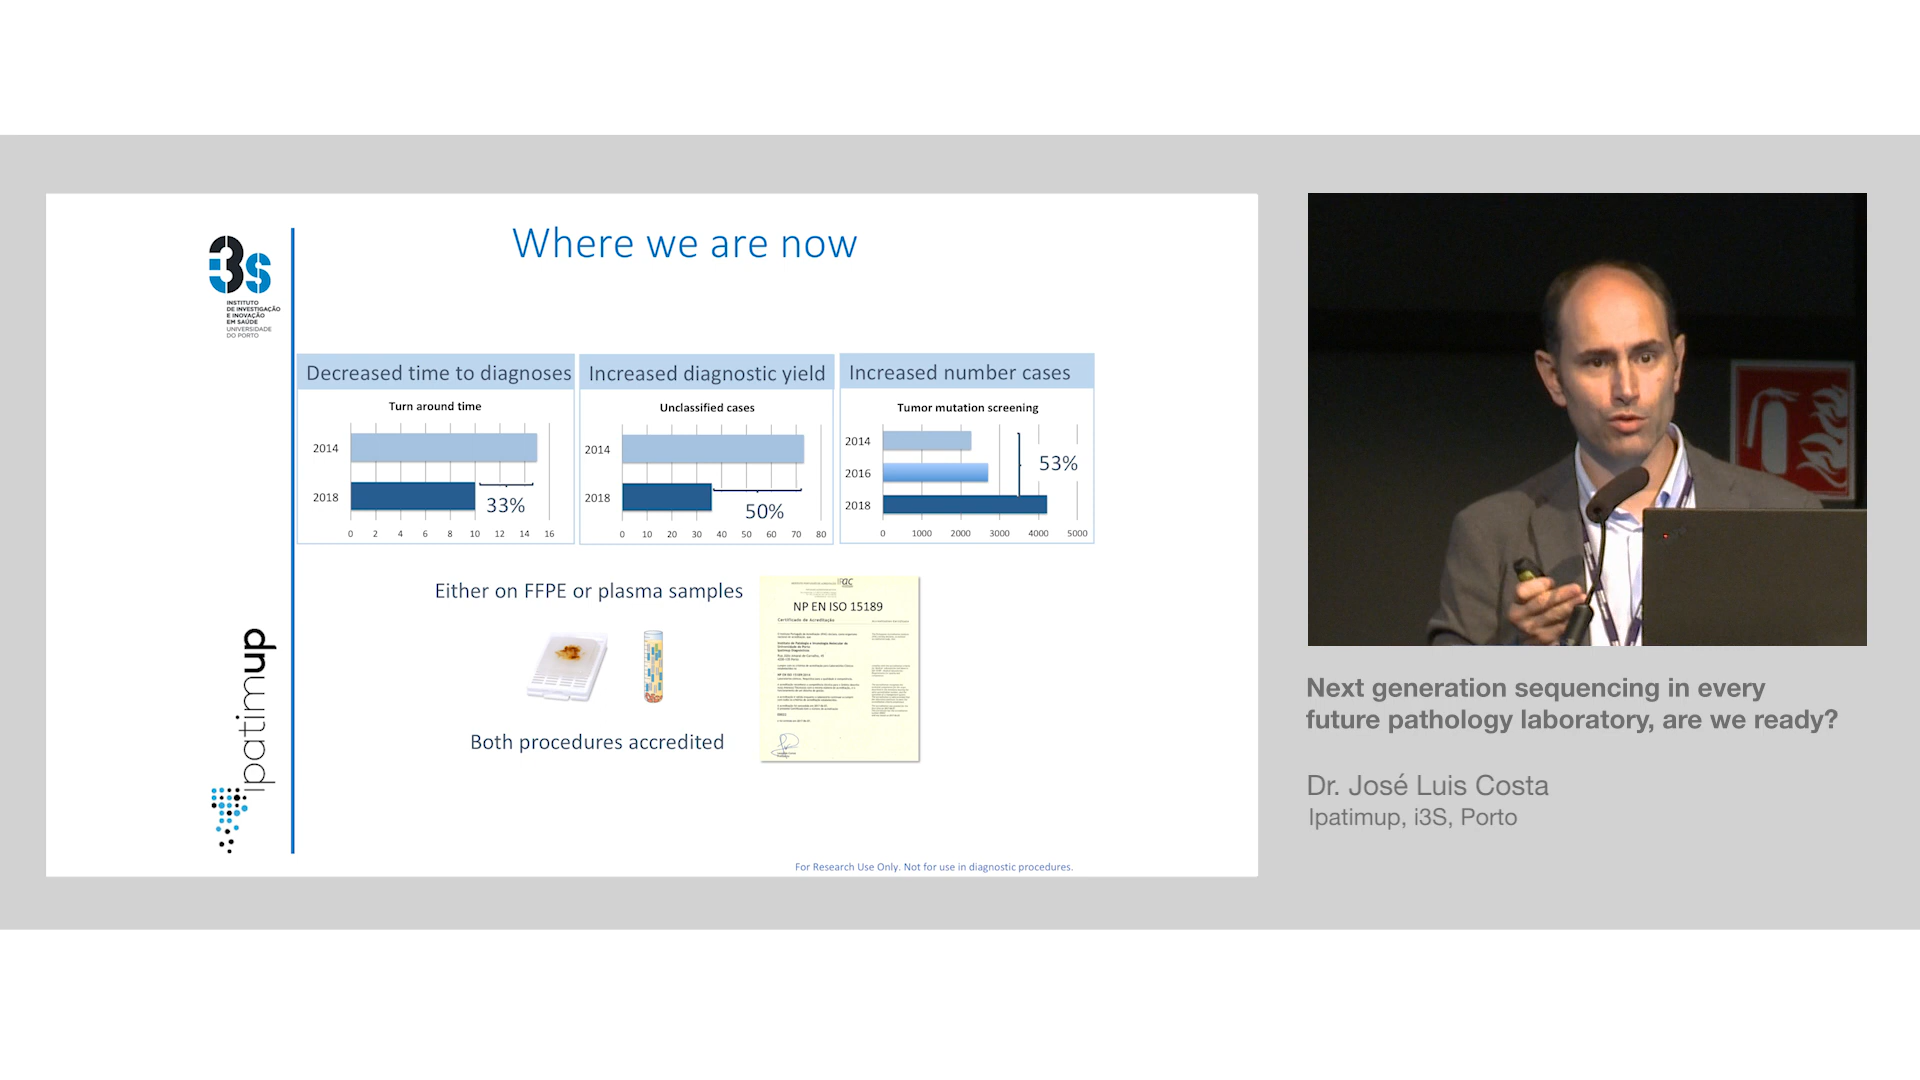 Where we are now
3s
INSTITUTO
DE INVESTIGAÇÃO
E INOVAÇÃO
EM SAÚDE
UNIVERSIDADE
DO PORTO
Decreased time to diagnoses
Turn around time
2014
2018
33%
0 2 4 6 8 10 12 14 16
Increased diagnostic yield
Unclassified cases
2014
2018
50%
0 10 20 30 40 50 60 70 80
Increased number cases
Tumor mutation screening
2014
2016
2018
53%
0 1000 2000 3000 4000 5000
Either on FFPE or plasma samples
Both procedures accredited
NP EN ISO 15189
Certificado de Acreditação
ipatimup
For Research Use Only. Not for use in diagnostic procedures.
Next generation sequencing in every
future pathology laboratory, are we ready?
Dr. José Luis Costa
Ipatimup, i3S, Porto